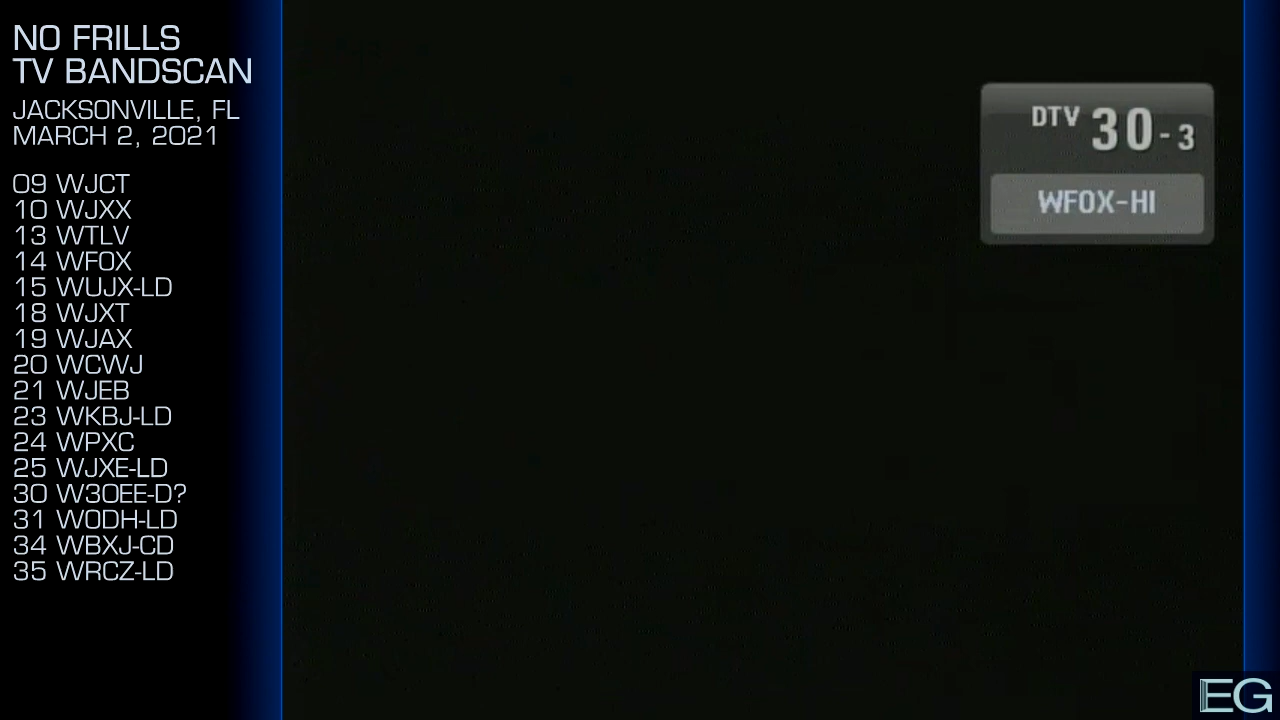 NO FRILLS
TV BANDSCAN
JACKSONVILLE, FL
MARCH 2, 2021
09 WJCT
10 WJXX
13 WTLV
14 WFOX
15 WUJX-LD
18 WJXT
19 WJAX
20 WCWJ
21 WJEB
23 WKBJ-LD
24 WPXC
25 WJXE-LD
30 W30EE-D?
31 WODH-LD
34 WBXJ-CD
35 WRCZ-LD
DTV 30-3
WFOX-HI
EG